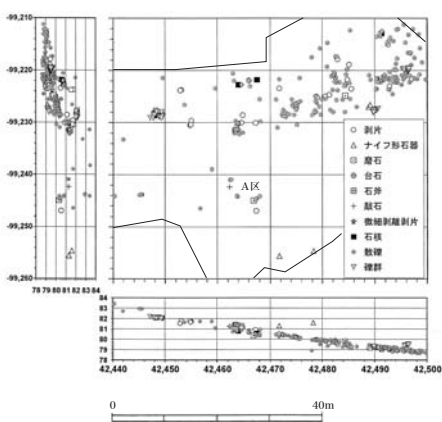 -99,210
-99,220
-99,230
-99,240
-99,250
-99,260
78 79 80 81 82 83 84
A区
剥片
ナイフ形石器
磨石
台石
石斧
敲石
微細剥離剥片
石核
散礫
礫群
84
83
82
81
80
79
78
42,440 42,450 42,460 42,470 42,480 42,490 42,500
0 40m